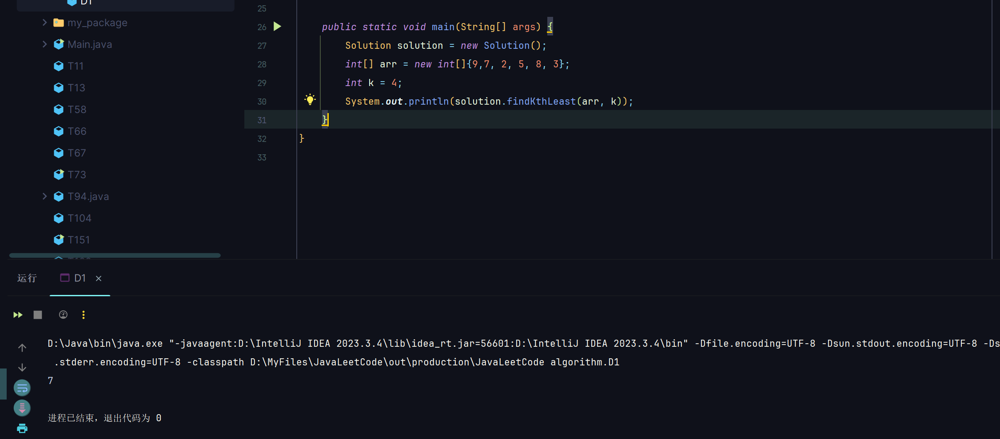 D1
my_package
Main.java
T11
T13
T58
T66
T67
T73
T94.java
T104
T151
25
26 public static void main(String[] args) {
27 Solution solution = new Solution();
28 int[] arr = new int[]{9,7, 2, 5, 8, 3};
29 int k = 4;
30 System.out.println(solution.findKthLeast(arr, k));
31 }
32 }
33
运行 D1
D:\Java\bin\java.exe "-javaagent:D:\IntelliJ IDEA 2023.3.4\lib\idea_rt.jar=56601:D:\IntelliJ IDEA 2023.3.4\bin" -Dfile.encoding=UTF-8 -Dsun.stdout.encoding=UTF-8 -Ds
.stderr.encoding=UTF-8 -classpath D:\MyFiles\JavaLeetCode\out\production\JavaLeetCode algorithm.D1
7
进程已结束，退出代码为 0